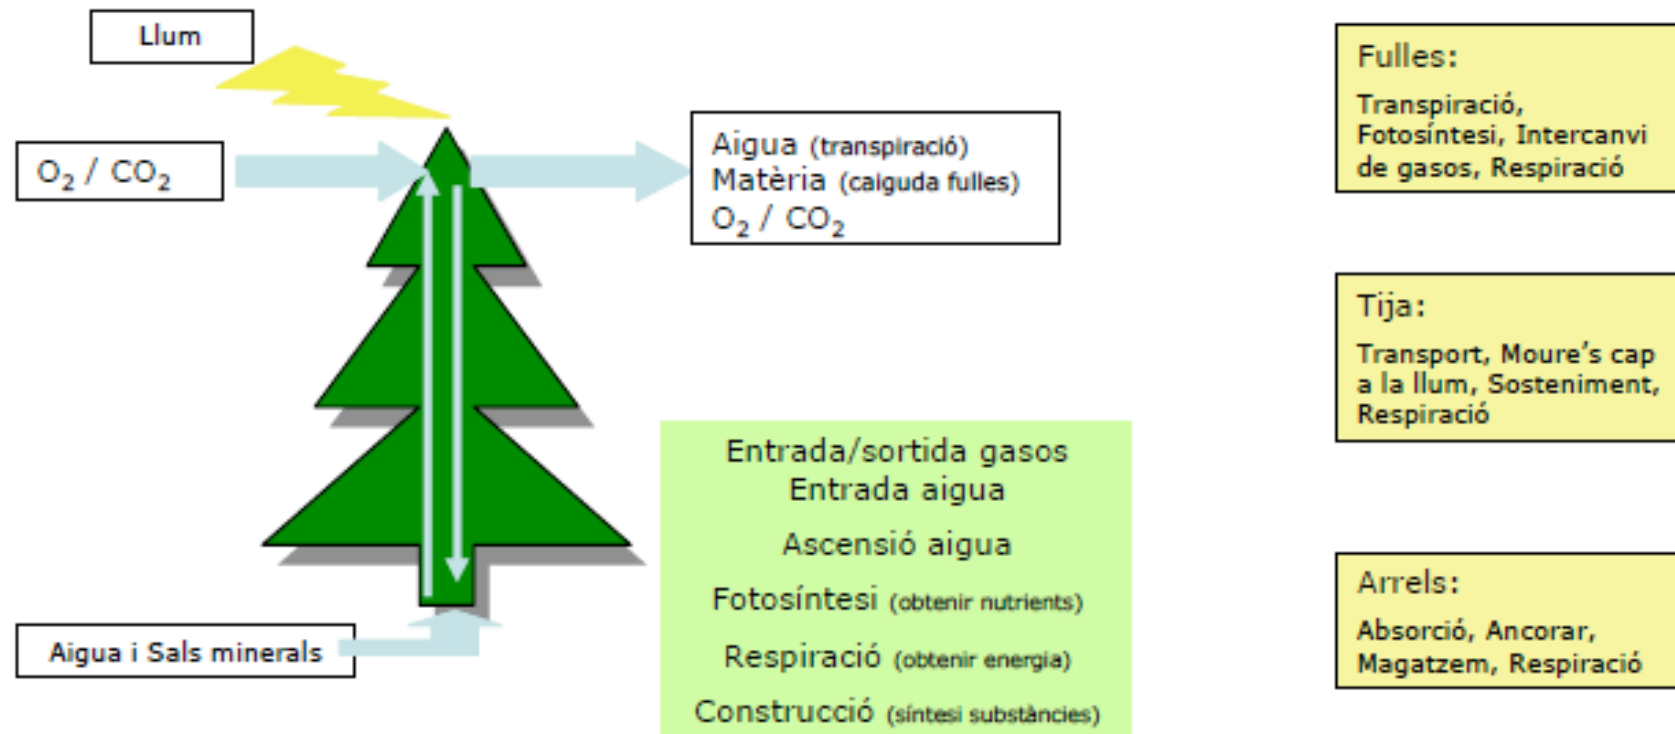 Llum
O₂ / CO₂
Aigua (transpiració)
Matèria (caiguda fulles)
O₂ / CO₂
Aigua i Sals minerals
Entrada/sortida gasos
Entrada aigua
Ascensió aigua
Fotosíntesi (obtenir nutrients)
Respiració (obtenir energia)
Construcció (síntesi substàncies)
Fulles:
Transpiració,
Fotosíntesi, Intercanvi
de gasos, Respiració
Tija:
Transport, Moure’s cap
a la llum, Sosteniment,
Respiració
Arrels:
Absorció, Ancorar,
Magatzem, Respiració